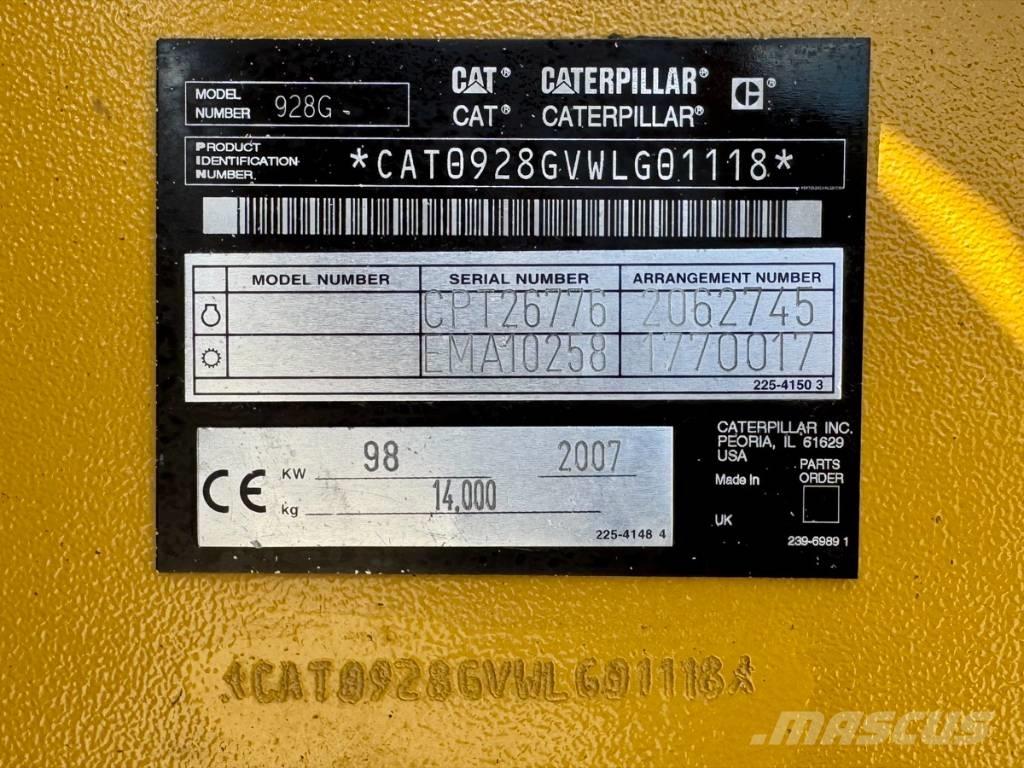 MODEL NUMBER 928G -
CAT® CATERPILLAR® C®
CAT® CATERPILLAR®
PRODUCT IDENTIFICATION NUMBER *CAT0928GVWLG01118*
MODEL NUMBER SERIAL NUMBER ARRANGEMENT NUMBER
CPT26776 2062745
EMA10258 1770017
225-4150 3
CE KW 98 2007
kg 14,000
225-4148 4
CATERPILLAR INC.
PEORIA, IL 61629
USA
Made In
UK
PARTS
ORDER
239-6989 1
*CAT0928GVWLG01118*
MASCUS